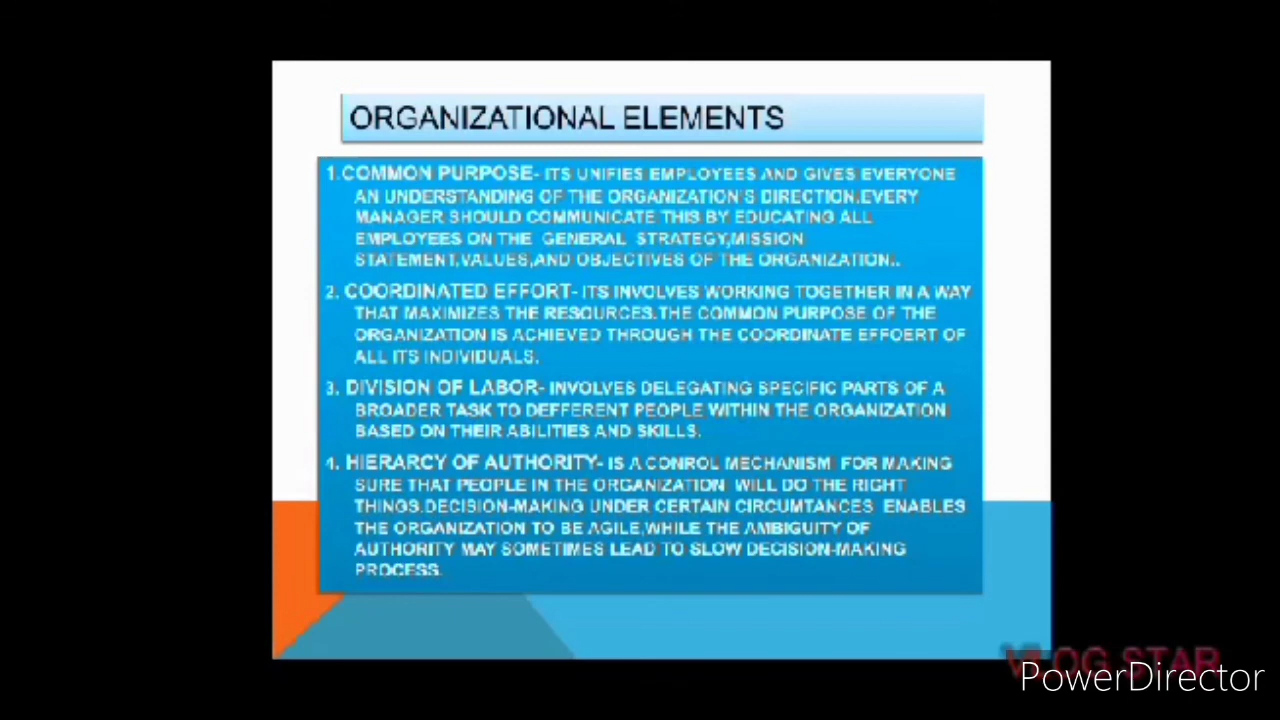 ORGANIZATIONAL ELEMENTS
1.COMMON PURPOSE- ITS UNIFIES EMPLOYEES AND GIVES EVERYONE
AN UNDERSTANDING OF THE ORGANIZATION'S DIRECTION.EVERY
MANAGER SHOULD COMMUNICATE THIS BY EDUCATING ALL
EMPLOYEES ON THE GENERAL STRATEGY,MISSION
STATEMENT,VALUES,AND OBJECTIVES OF THE ORGANIZATION..
2. COORDINATED EFFORT- ITS INVOLVES WORKING TOGETHER IN A WAY
THAT MAXIMIZES THE RESOURCES.THE COMMON PURPOSE OF THE
ORGANIZATION IS ACHIEVED THROUGH THE COORDINATE EFFOERT OF
ALL ITS INDIVIDUALS.
3. DIVISION OF LABOR- INVOLVES DELEGATING SPECIFIC PARTS OF A
BROADER TASK TO DEFFERENT PEOPLE WITHIN THE ORGANIZATION
BASED ON THEIR ABILITIES AND SKILLS.
4. HIERARCY OF AUTHORITY- IS A CONROL MECHANISM FOR MAKING
SURE THAT PEOPLE IN THE ORGANIZATION WILL DO THE RIGHT
THINGS.DECISION-MAKING UNDER CERTAIN CIRCUMTANCES ENABLES
THE ORGANIZATION TO BE AGILE,WHILE THE AMBIGUITY OF
AUTHORITY MAY SOMETIMES LEAD TO SLOW DECISION-MAKING
PROCESS.
VLOG STAR
PowerDirector